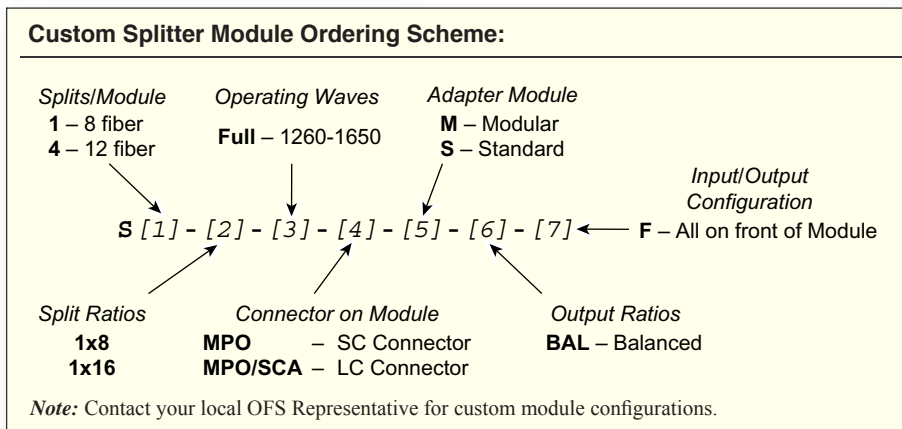 Custom Splitter Module Ordering Scheme:
Splits/Module
1 – 8 fiber
4 – 12 fiber
Operating Waves
Full – 1260-1650
Adapter Module
M – Modular
S – Standard
Input/Output
Configuration
F – All on front of Module
S [1] - [2] - [3] - [4] - [5] - [6] - [7]
Split Ratios
1x8
1x16
Connector on Module
MPO – SC Connector
MPO/SCA – LC Connector
Output Ratios
BAL – Balanced
Note: Contact your local OFS Representative for custom module configurations.